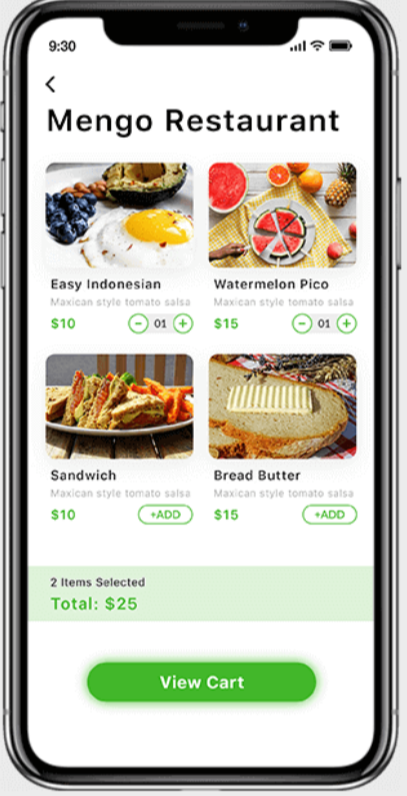 9:30
Mengo Restaurant
Easy Indonesian
Maxican style tomato salsa
$10
− 01 +
Watermelon Pico
Maxican style tomato salsa
$15
− 01 +
Sandwich
Maxican style tomato salsa
$10
+ADD
Bread Butter
Maxican style tomato salsa
$15
+ADD
2 Items Selected
Total: $25
View Cart